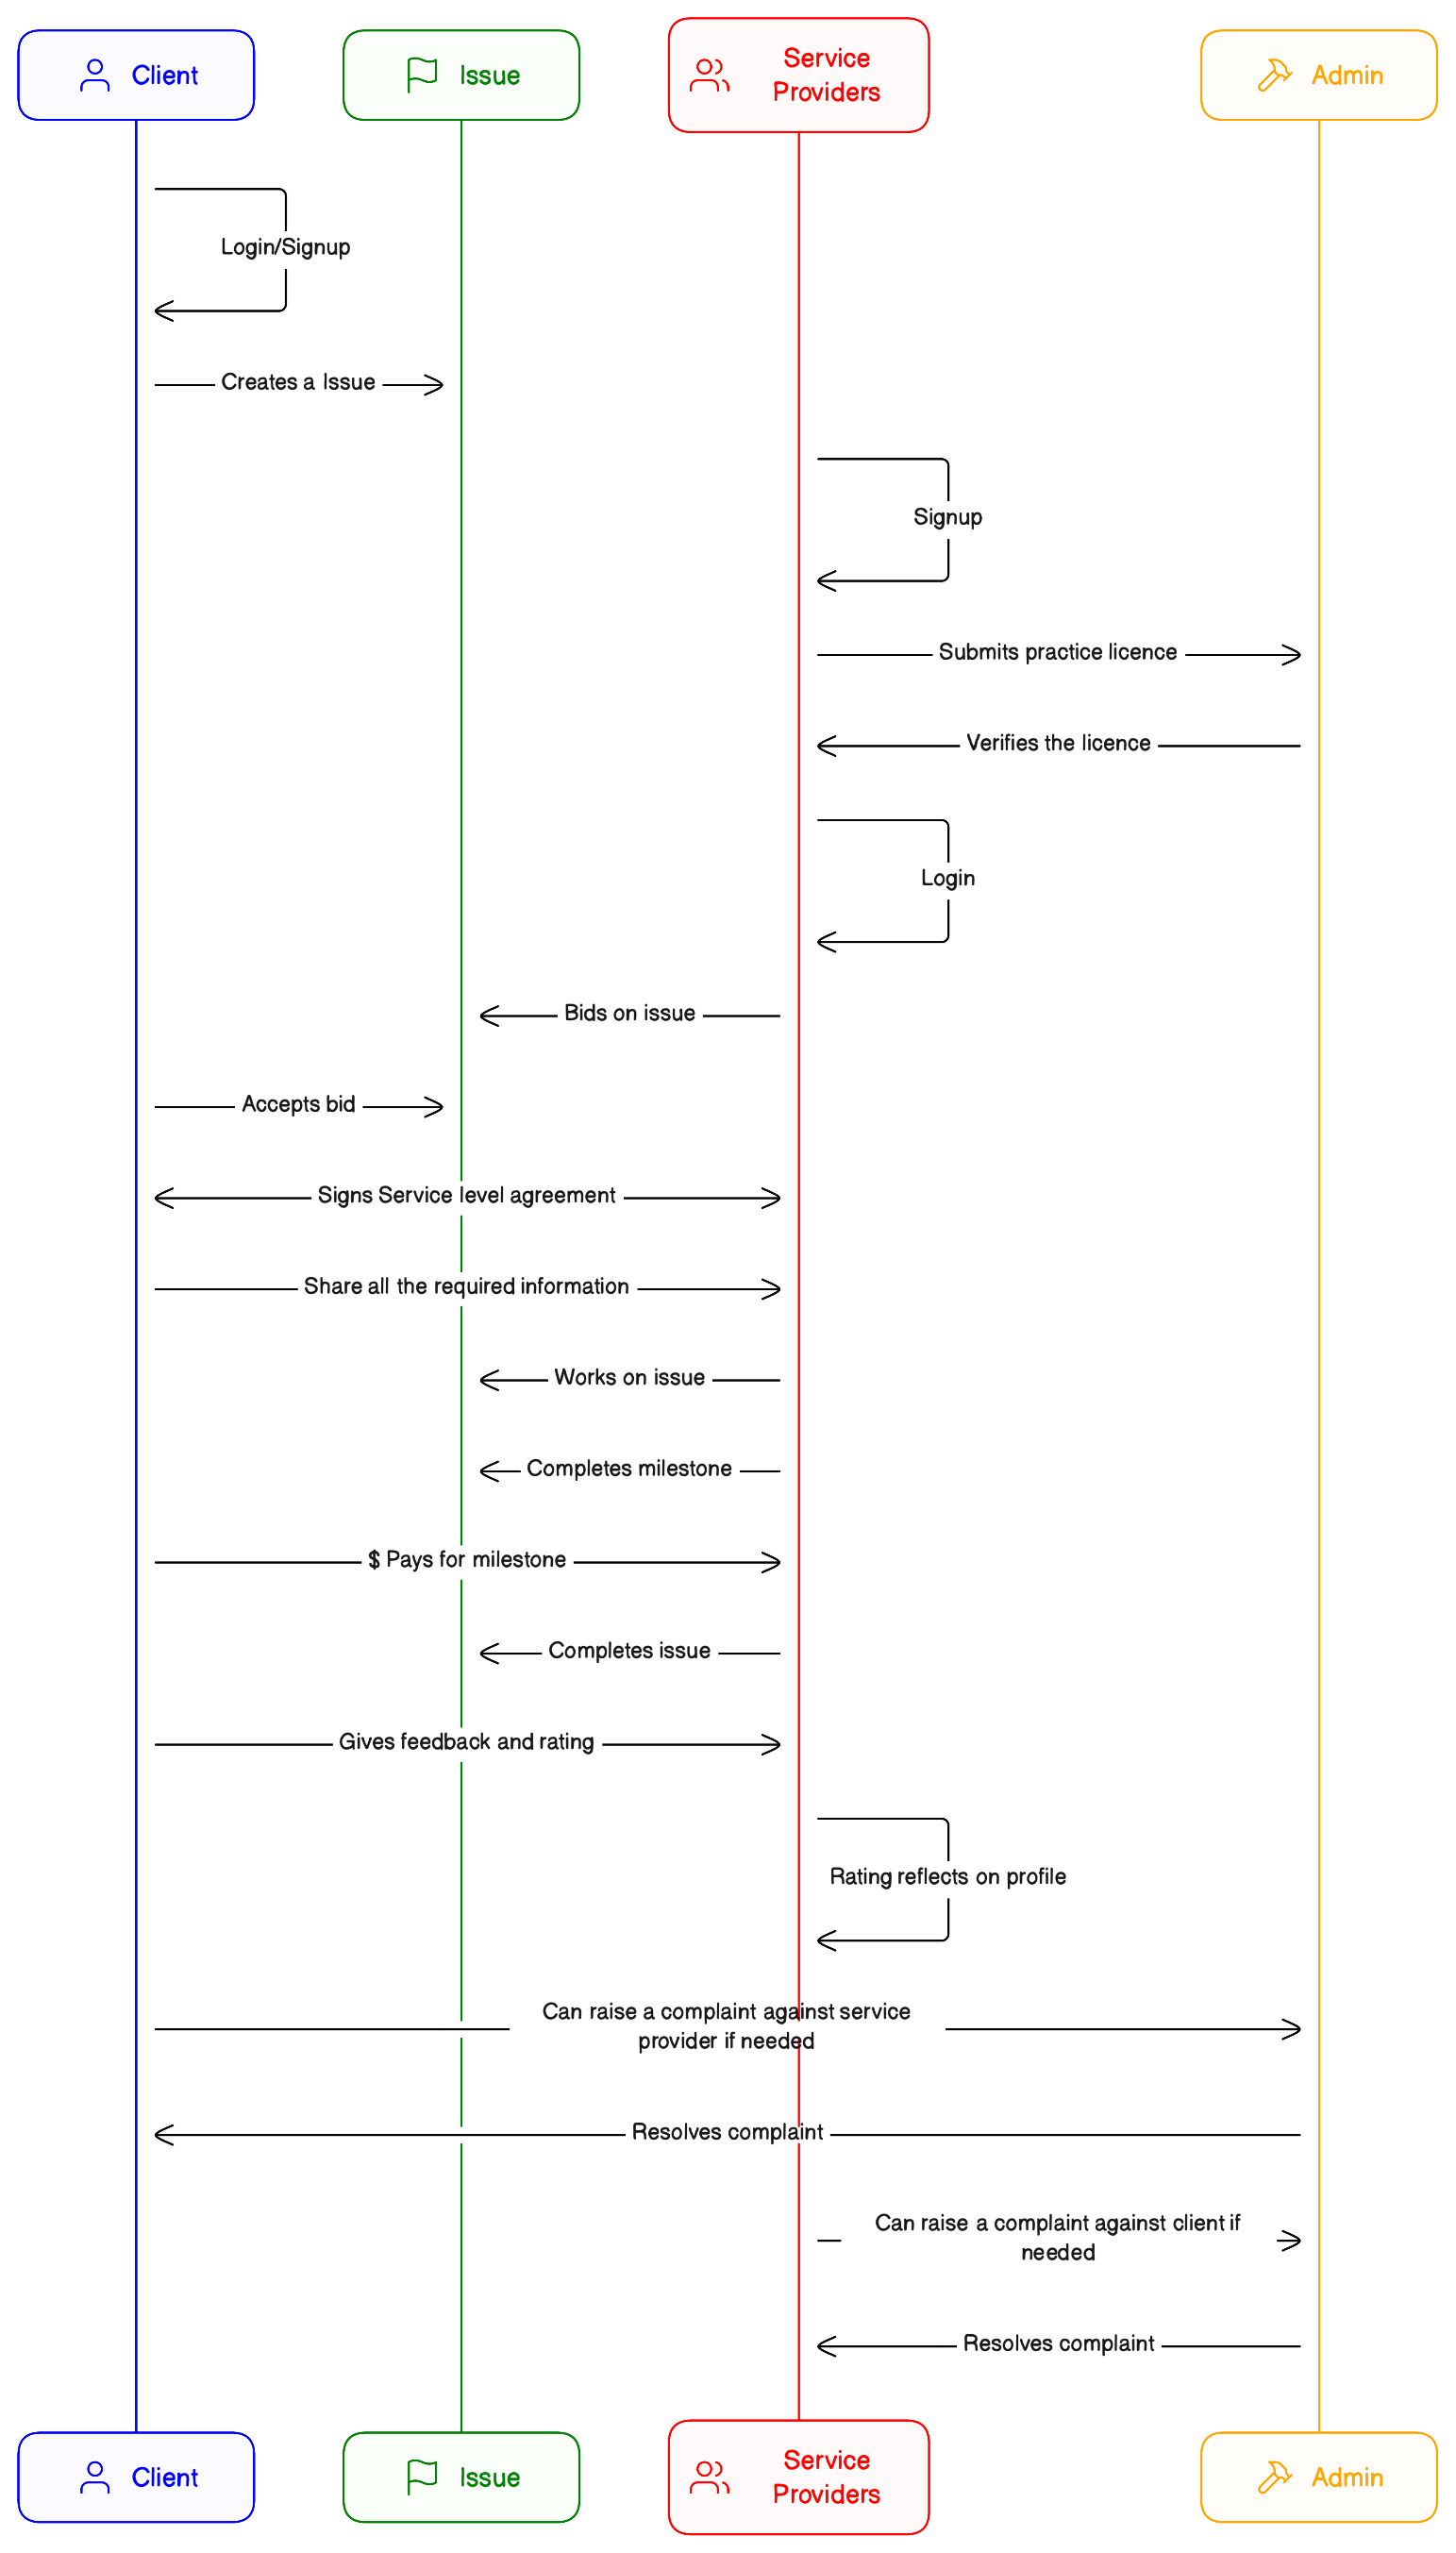 Client
Issue
Service
Providers
Admin
Login/Signup
Creates a Issue
Signup
Submits practice licence
Verifies the licence
Login
Bids on issue
Accepts bid
Signs Service level agreement
Share all the required information
Works on issue
Completes milestone
$ Pays for milestone
Completes issue
Gives feedback and rating
Rating reflects on profile
Can raise a complaint against service
provider if needed
Resolves complaint
Can raise a complaint against client if
needed
Resolves complaint
Client
Issue
Service
Providers
Admin